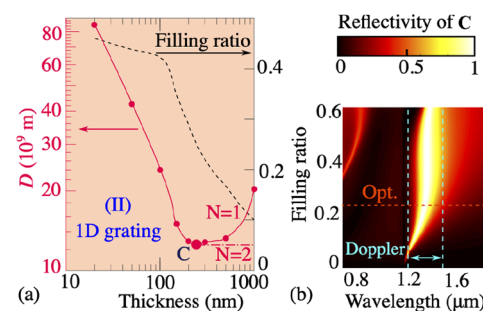 80
60
40
20
10
D (10⁹ m)
Filling ratio
0.4
0.2
0
(II)
1D grating
N=1
N=2
C
10
100
1000
Thickness (nm)
(a)
Reflectivity of C
0
0.5
1
Filling ratio
0.6
0.4
0.2
0
Opt.
Doppler
0.8
1.2
1.6
Wavelength (μm)
(b)